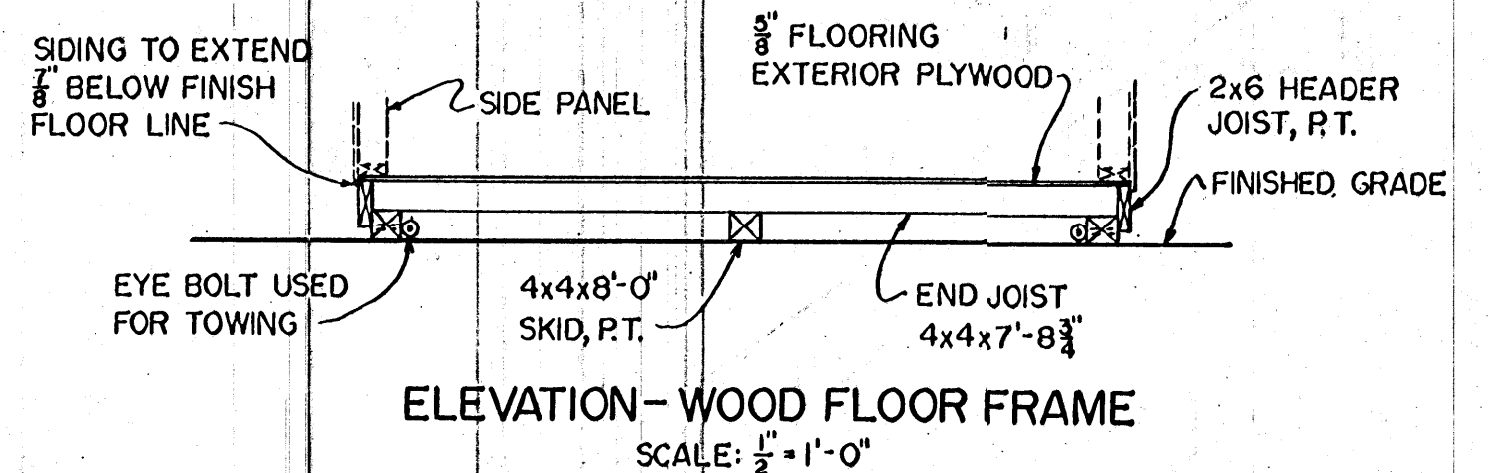 SIDING TO EXTEND
7/8" BELOW FINISH
FLOOR LINE
SIDE PANEL
5/8" FLOORING
EXTERIOR PLYWOOD
2x6 HEADER
JOIST, P.T.
FINISHED GRADE
EYE BOLT USED
FOR TOWING
4x4x8'-0"
SKID, P.T.
END JOIST
4x4x7'-8 3/4"
ELEVATION - WOOD FLOOR FRAME
SCALE: 1/2" = 1'-0"